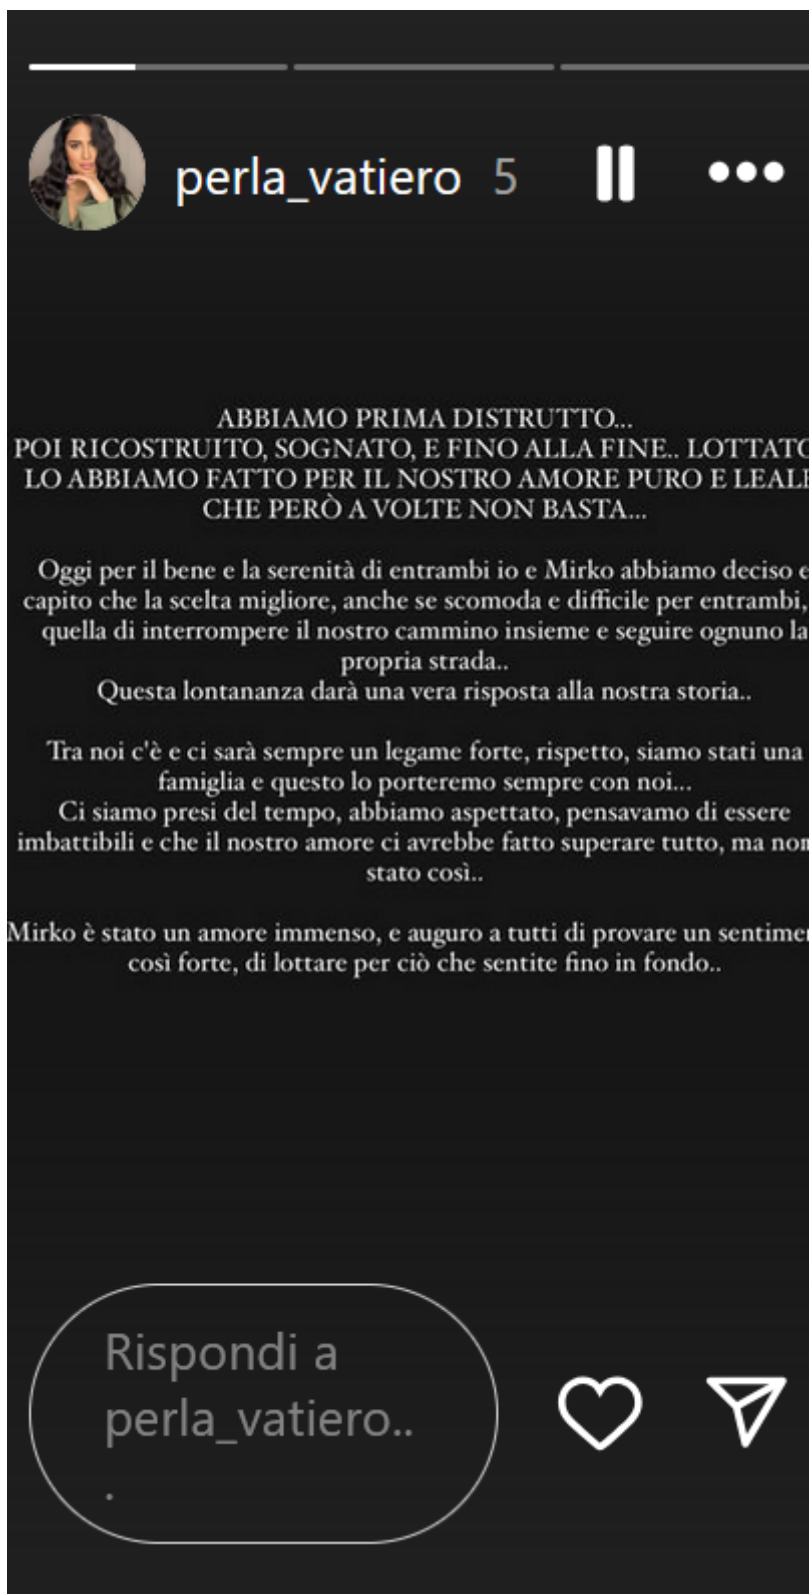 perla_vatiero 5
ABBIAMO PRIMA DISTRUTTO...
POI RICOSTRUITO, SOGNATO, E FINO ALLA FINE.. LOTTATO
LO ABBIAMO FATTO PER IL NOSTRO AMORE PURO E LEALE
CHE PERÒ A VOLTE NON BASTA...
Oggi per il bene e la serenità di entrambi io e Mirko abbiamo deciso e
capito che la scelta migliore, anche se scomoda e difficile per entrambi,
quella di interrompere il nostro cammino insieme e seguire ognuno la
propria strada..
Questa lontananza darà una vera risposta alla nostra storia..
Tra noi c'è e ci sarà sempre un legame forte, rispetto, siamo stati una
famiglia e questo lo porteremo sempre con noi...
Ci siamo presi del tempo, abbiamo aspettato, pensavamo di essere
imbattibili e che il nostro amore ci avrebbe fatto superare tutto, ma non
stato così..
Mirko è stato un amore immenso, e auguro a tutti di provare un
così forte, di lottare per ciò che sentite fino in fondo..
Rispondi a
perla_vatiero..
.